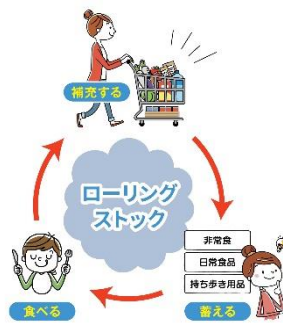 補充する
ローリング
ストック
非常食
日常食品
持ち歩き用品
蓄える
食べる